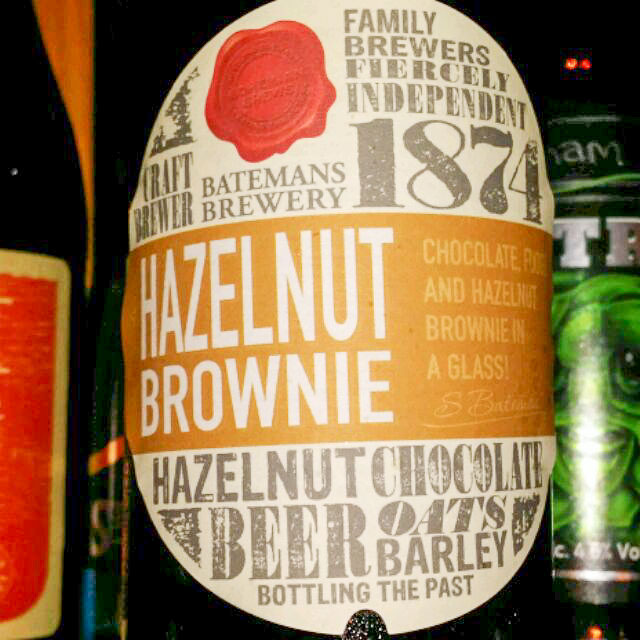 FAMILY
BREWERS
FIERCELY
INDEPENDENT
1874
CRAFT
BREWER
BATEMANS
BREWERY
HAZELNUT
BROWNIE
CHOCOLATE
AND HAZELNUT
BROWNIE IN
A GLASS!
HAZELNUT CHOCOLATE
BEER OATS
BARLEY
BOTTLING THE PAST